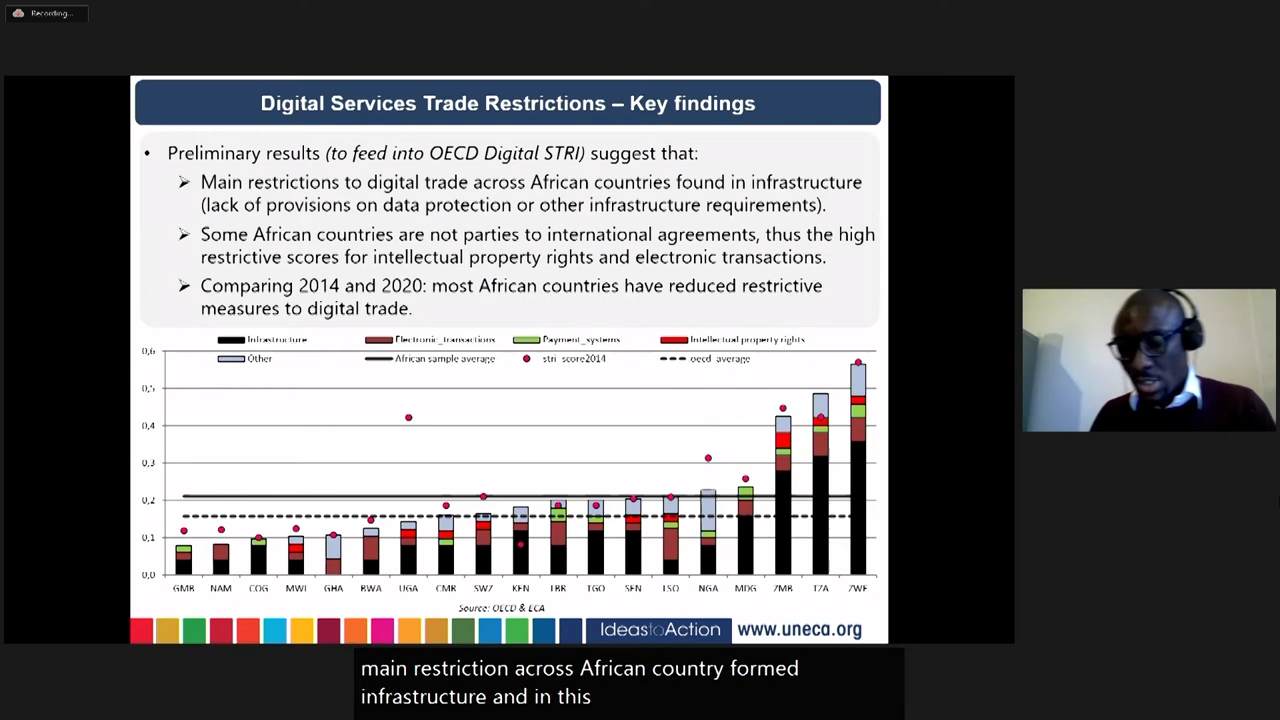 Recording...
Digital Services Trade Restrictions – Key findings
• Preliminary results (to feed into OECD Digital STRI) suggest that:
➢ Main restrictions to digital trade across African countries found in infrastructure
(lack of provisions on data protection or other infrastructure requirements).
➢ Some African countries are not parties to international agreements, thus the high
restrictive scores for intellectual property rights and electronic transactions.
➢ Comparing 2014 and 2020: most African countries have reduced restrictive
measures to digital trade.
Infrastructure Electronic_transactions Payment_systems Intellectual property rights
Other African sample average stri_score2014 oecd_average
0,6
0,5
0,4
0,3
0,2
0,1
0,0
GMB NAM COG MWI GHA RWA UGA CMR SWZ KEN LBR TGO SEN LSO NGA MDG ZMB TZA ZWE
Source: OECD & ECA
IdeastoAction www.uneca.org
main restriction across African country formed
infrastructure and in this